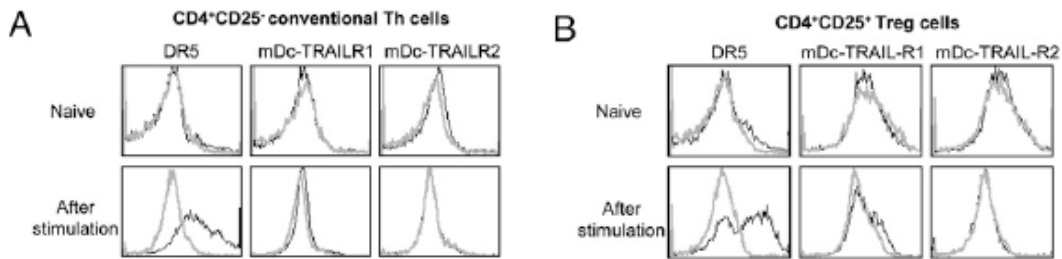 A
CD4⁺CD25⁻ conventional Th cells
DR5 mDc-TRAILR1 mDc-TRAILR2
Naive
After
stimulation
B
CD4⁺CD25⁺ Treg cells
DR5 mDc-TRAIL-R1 mDc-TRAIL-R2
Naive
After
stimulation